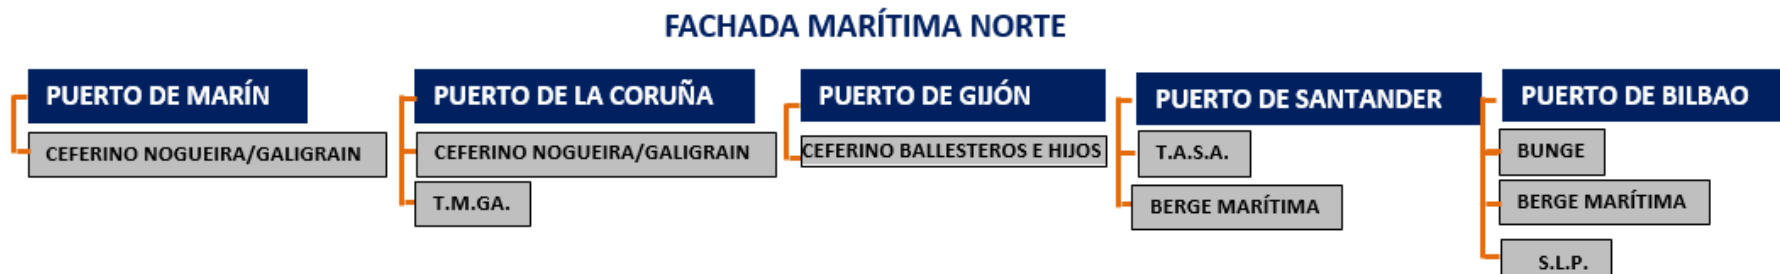 FACHADA MARÍTIMA NORTE
PUERTO DE MARÍN
CEFERINO NOGUEIRA/GALIGRAIN
PUERTO DE LA CORUÑA
CEFERINO NOGUEIRA/GALIGRAIN
T.M.GA.
PUERTO DE GIJÓN
CEFERINO BALLESTEROS E HIJOS
PUERTO DE SANTANDER
T.A.S.A.
BERGE MARÍTIMA
PUERTO DE BILBAO
BUNGE
BERGE MARÍTIMA
S.L.P.